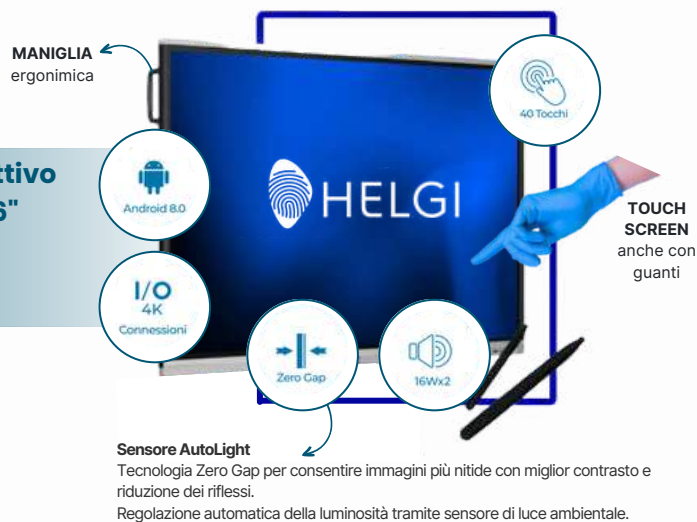 MANIGLIA
ergonimica
40 Tocchi
ttivo
6"
Android 8.0
HELGI
TOUCH
SCREEN
anche con
guanti
I/O
4K
Connessioni
Zero Gap
16Wx2
Sensore AutoLight
Tecnologia Zero Gap per consentire immagini più nitide con miglior contrasto e
riduzione dei riflessi.
Regolazione automatica della luminosità tramite sensore di luce ambientale.